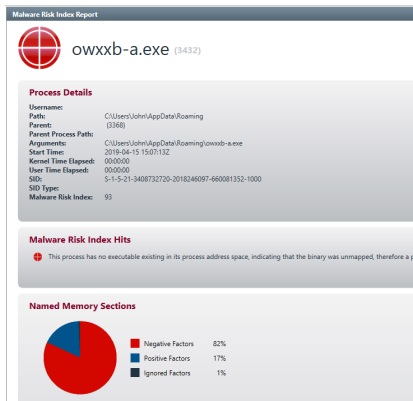 Malware Risk Index Report
owxxb-a.exe (3432)
Process Details
Username:
Path: C:\Users\John\AppData\Roaming
Parent: (3368)
Parent Process Path:
Arguments: C:\Users\John\AppData\Roaming\owxxb-a.exe
Start Time: 2019-04-15 15:07:13Z
Kernel Time Elapsed: 00:00:00
User Time Elapsed: 00:00:00
SID: S-1-5-21-3408732720-2018246097-660081352-1000
SID Type:
Malware Risk Index: 93
Malware Risk Index Hits
This process has no executable existing in its process address space, indicating that the binary was unmapped, therefore a p
Named Memory Sections
Negative Factors 82%
Positive Factors 17%
Ignored Factors 1%